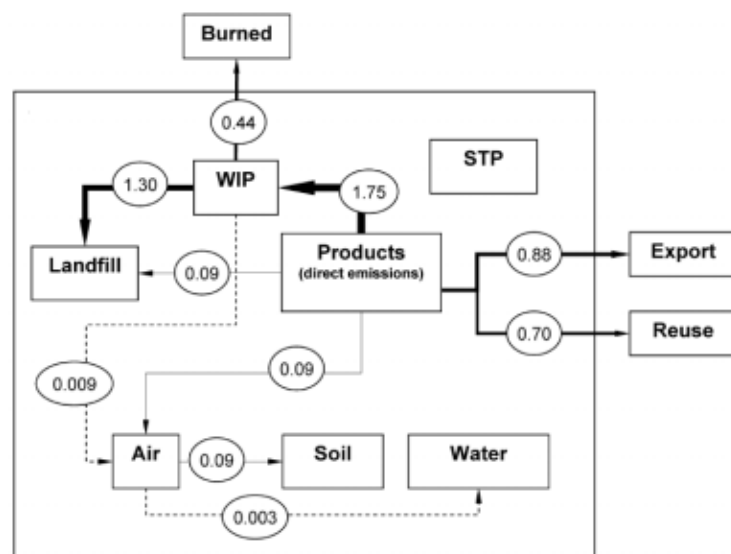 Burned
0.44
STP
WIP
1.30
1.75
Products
(direct emissions)
0.88
Export
Landfill
0.09
0.70
Reuse
0.009
0.09
Air
0.09
Soil
Water
0.003